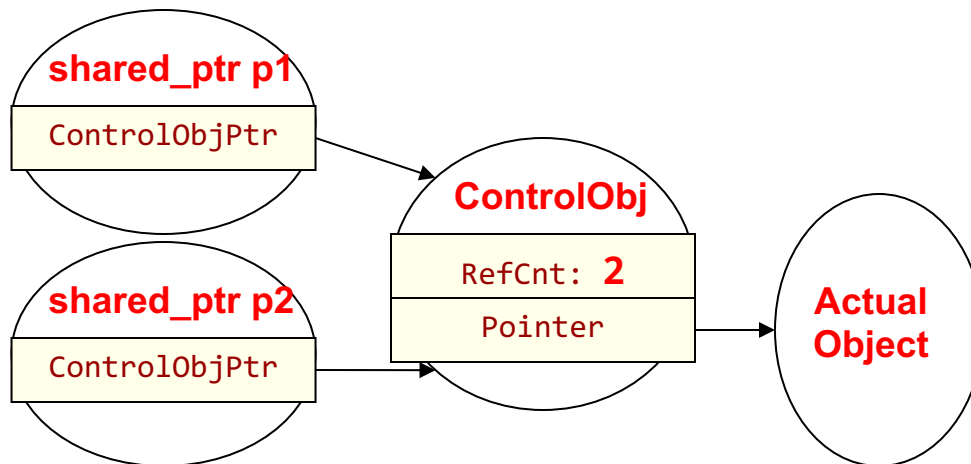 shared_ptr p1
ControlObjPtr
shared_ptr p2
ControlObjPtr
ControlObj
RefCnt: 2
Pointer
Actual
Object